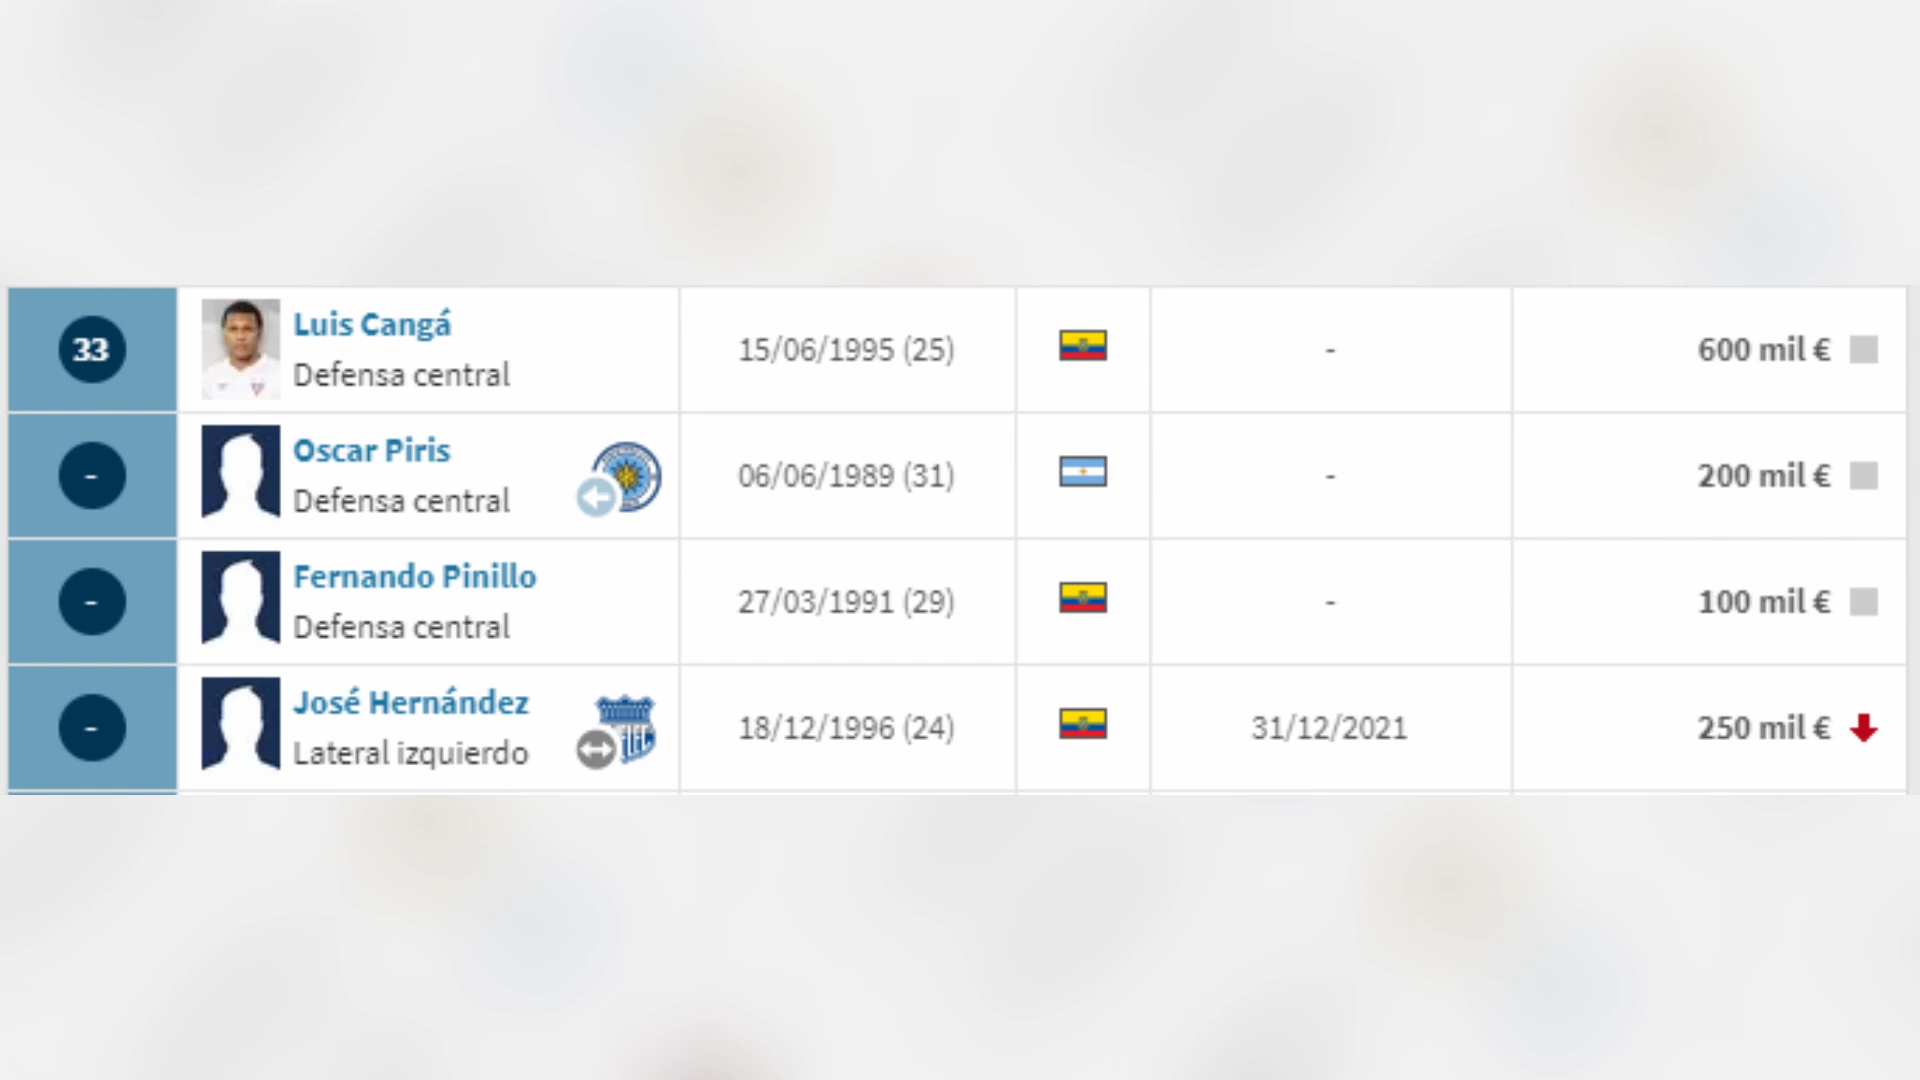 33
Luis Cangá
Defensa central
15/06/1995 (25)
-
600 mil €
-
Oscar Piris
Defensa central
06/06/1989 (31)
-
200 mil €
-
Fernando Pinillo
Defensa central
27/03/1991 (29)
-
100 mil €
-
José Hernández
Lateral izquierdo
18/12/1996 (24)
31/12/2021
250 mil €